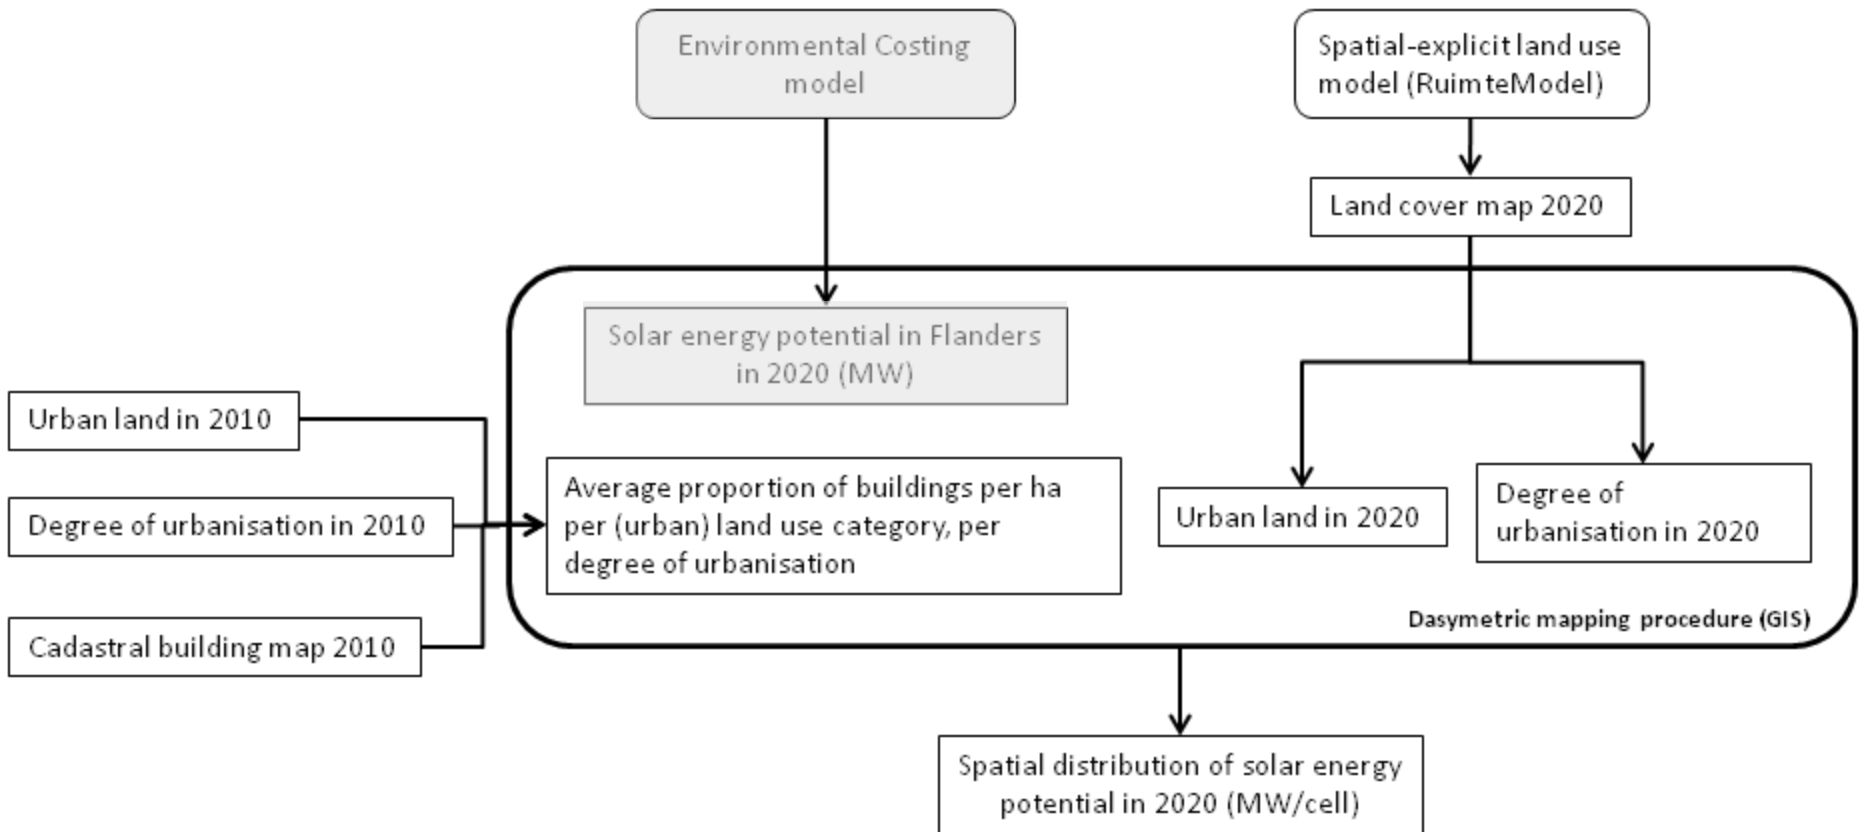 Environmental Costing
model
Spatial-explicit land use
model (RuimteModel)
Land cover map 2020
Solar energy potential in Flanders
in 2020 (MW)
Urban land in 2010
Degree of urbanisation in 2010
Cadastral building map 2010
Average proportion of buildings per ha
per (urban) land use category, per
degree of urbanisation
Urban land in 2020
Degree of
urbanisation in 2020
Dasymetric mapping procedure (GIS)
Spatial distribution of solar energy
potential in 2020 (MW/cell)